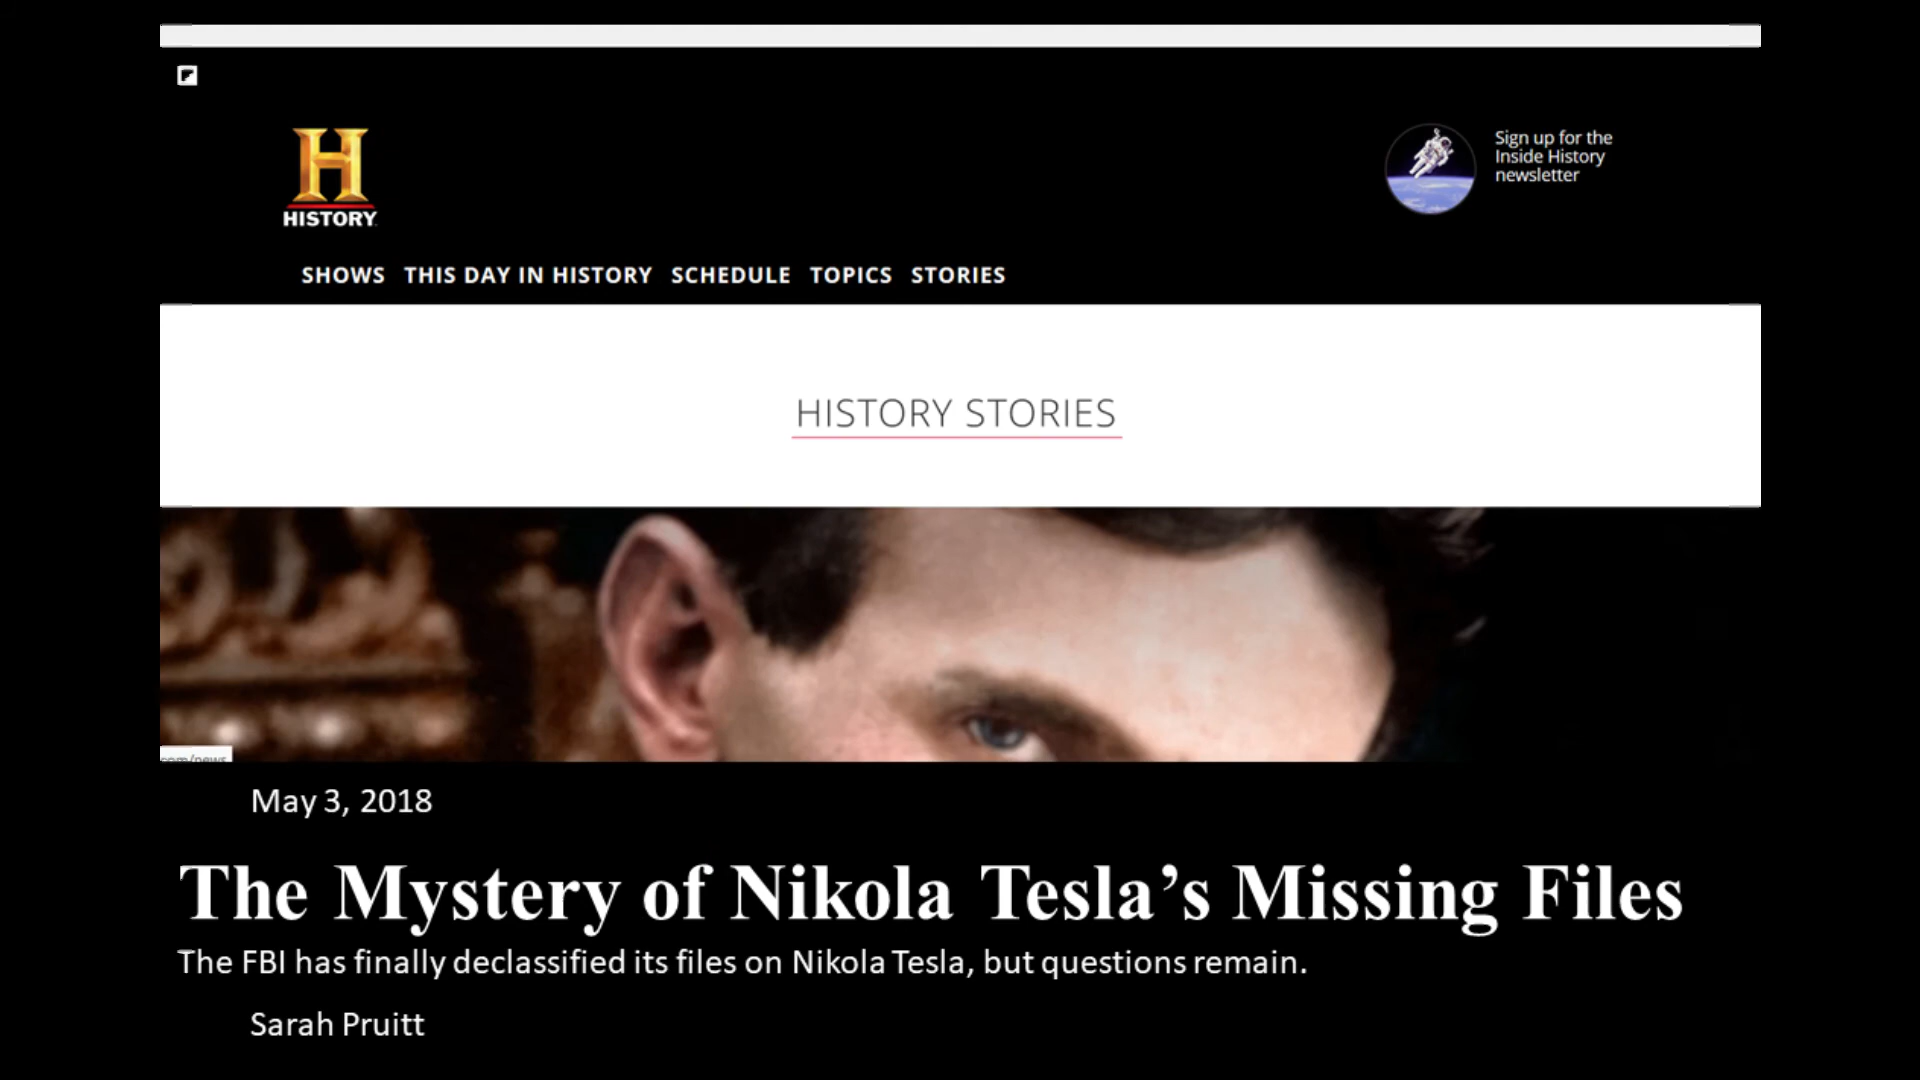 H
HISTORY
Sign up for the
Inside History
newsletter
SHOWS THIS DAY IN HISTORY SCHEDULE TOPICS STORIES
HISTORY STORIES
com/news
May 3, 2018
The Mystery of Nikola Tesla’s Missing Files
The FBI has finally declassified its files on Nikola Tesla, but questions remain.
Sarah Pruitt